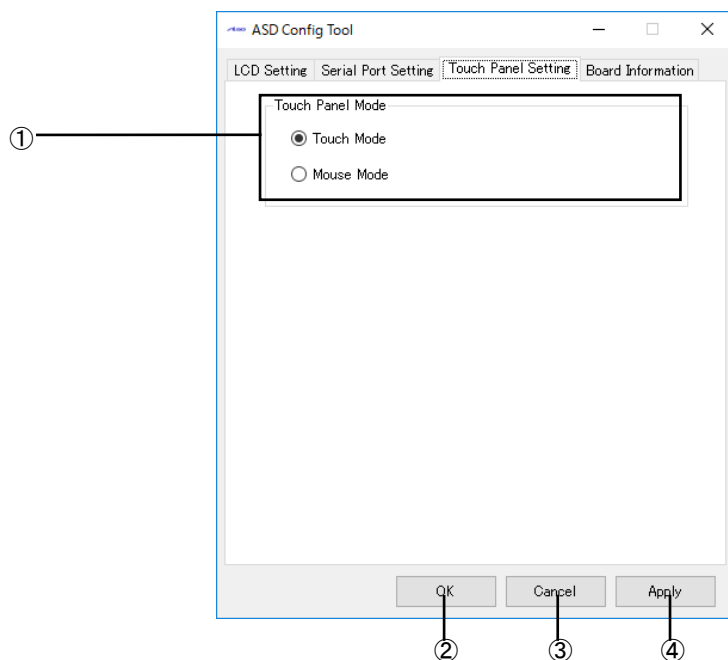 ASD Config Tool
LCD Setting Serial Port Setting Touch Panel Setting Board Information
Touch Panel Mode
① Touch Mode
Mouse Mode
OK Cancel Apply
② ③ ④